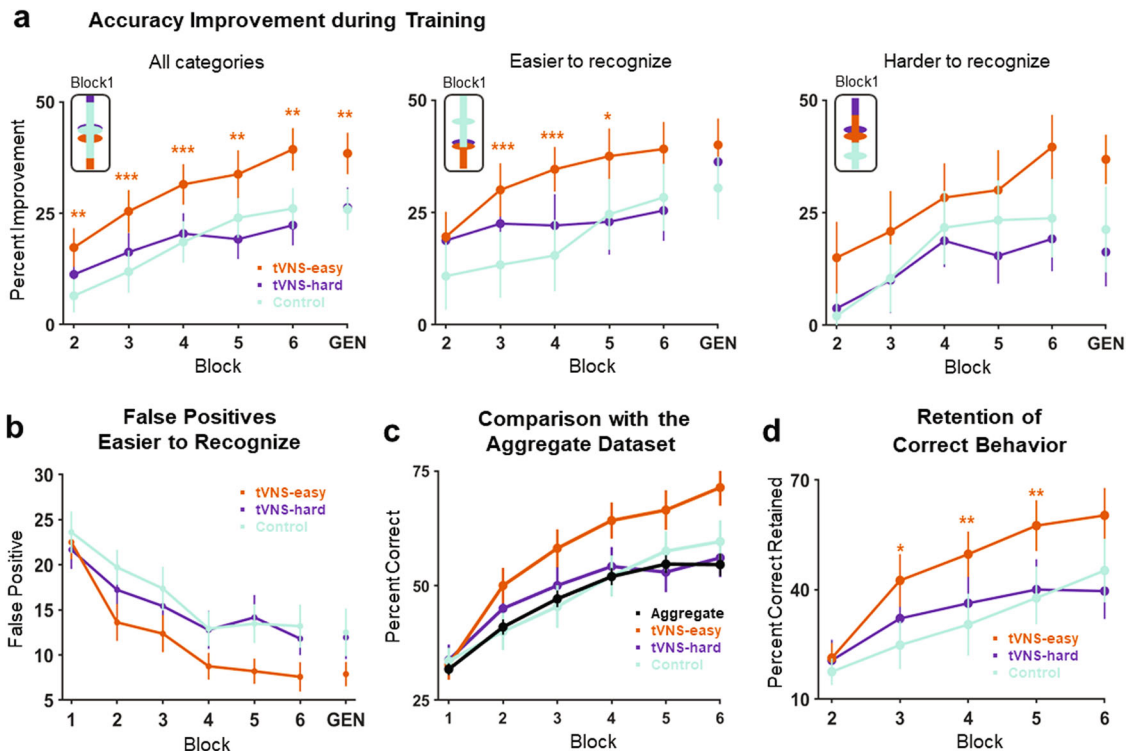 a Accuracy Improvement during Training
All categories
Block1
Percent Improvement
50
25
0
**
***
***
**
**
**
tVNS-easy
tVNS-hard
Control
2 3 4 5 6 GEN
Block
Easier to recognize
Block1
50
25
0
***
***
*
2 3 4 5 6 GEN
Block
Harder to recognize
Block1
50
25
0
2 3 4 5 6 GEN
Block
b False Positives
Easier to Recognize
False Positive
30
25
20
15
10
5
0
tVNS-easy
tVNS-hard
Control
1 2 3 4 5 6 GEN
Block
c Comparison with the
Aggregate Dataset
Percent Correct
75
50
25
Aggregate
tVNS-easy
tVNS-hard
Control
1 2 3 4 5 6
Block
d Retention of
Correct Behavior
Percent Correct Retained
70
40
10
*
**
**
tVNS-easy
tVNS-hard
Control
2 3 4 5 6
Block